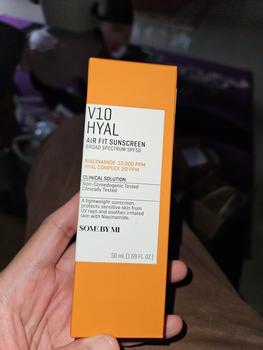 V10
HYAL
AIR FIT SUNSCREEN
BROAD SPECTRUM SPF50
NIACINAMIDE 10,000 PPM
HYAL COMPLEX 20 PPM
CLINICAL SOLUTION
Non-Comedogenic Tested
Clinically Tested
A lightweight sunscreen,
protects sensitive skin from
UV rays and soothes irritated
skin with Niacinamide.
SOME BY MI
50 mL [1.69 FL. OZ.]